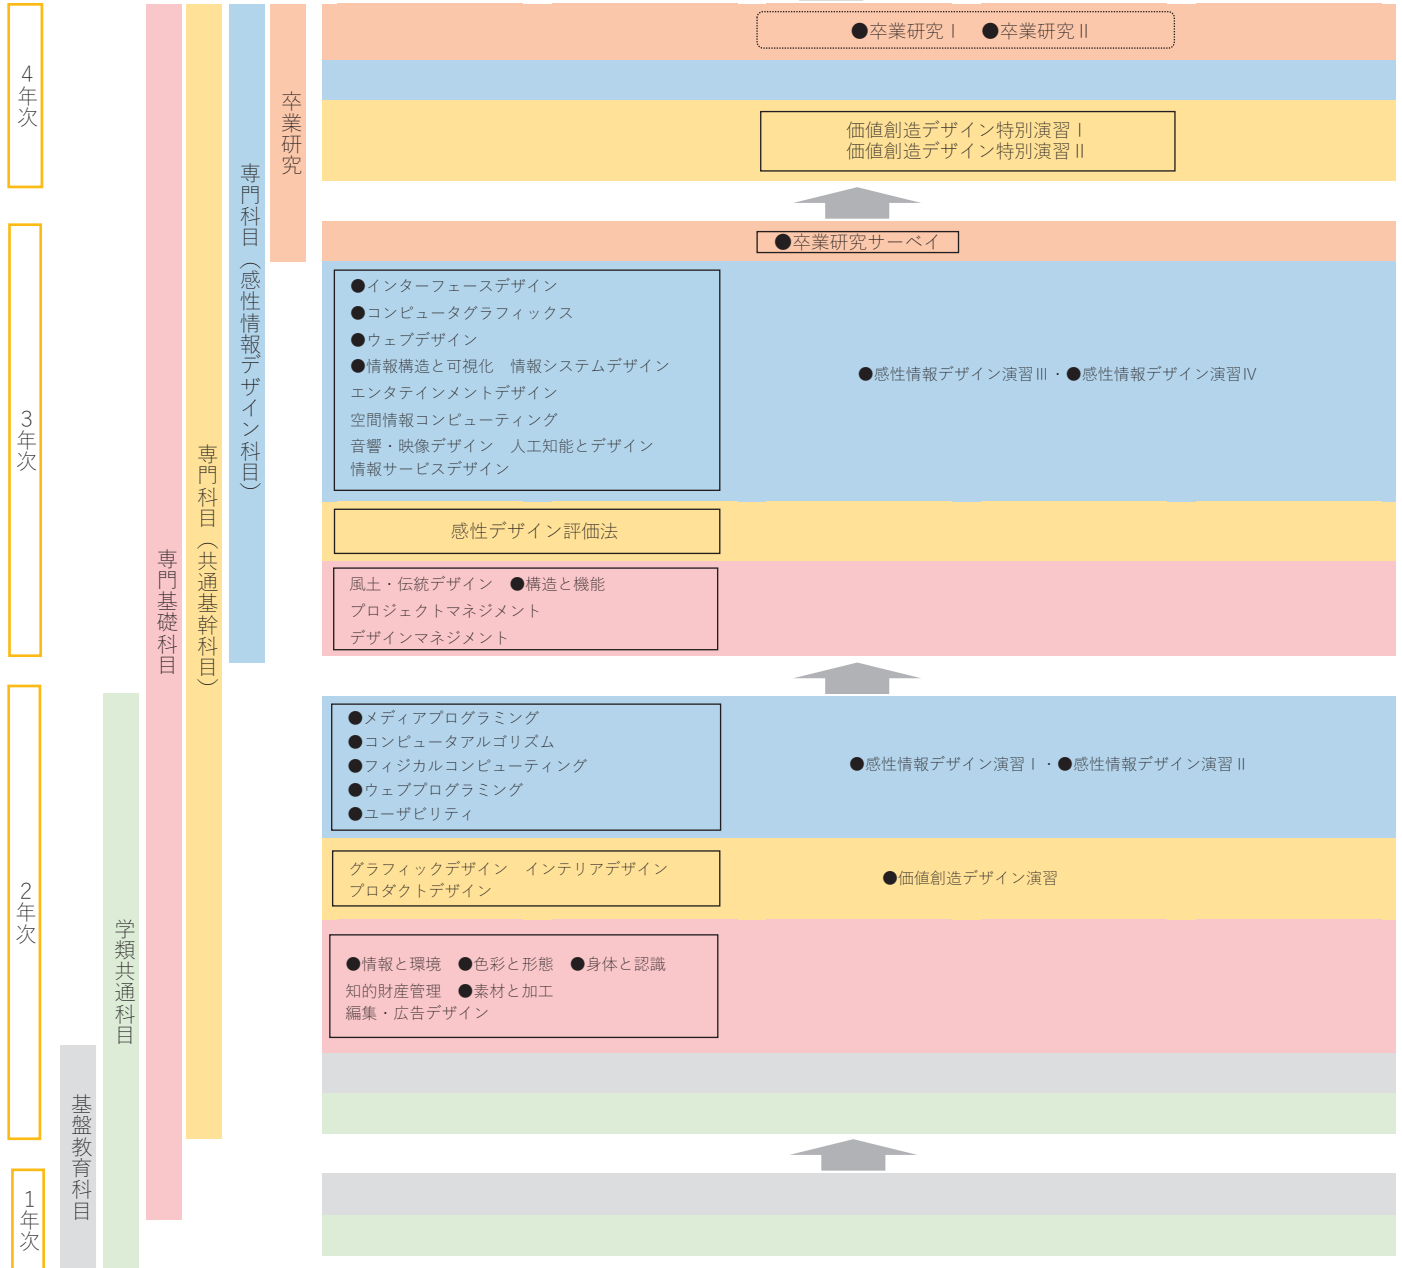 4年次
卒業研究
専門科目（感性情報デザイン科目）
専門科目（共通基幹科目）
専門基礎科目
●卒業研究Ⅰ　●卒業研究Ⅱ
価値創造デザイン特別演習Ⅰ
価値創造デザイン特別演習Ⅱ
3年次
●卒業研究サーベイ
●インターフェースデザイン
●コンピュータグラフィックス
●ウェブデザイン
●情報構造と可視化　情報システムデザイン
エンタテインメントデザイン
空間情報コンピューティング
音響・映像デザイン　人工知能とデザイン
情報サービスデザイン
●感性情報デザイン演習Ⅲ・●感性情報デザイン演習Ⅳ
感性デザイン評価法
風土・伝統デザイン　●構造と機能
プロジェクトマネジメント
デザインマネジメント
2年次
学類共通科目
基盤教育科目
●メディアプログラミング
●コンピュータアルゴリズム
●フィジカルコンピューティング
●ウェブプログラミング
●ユーザビリティ
●感性情報デザイン演習Ⅰ・●感性情報デザイン演習Ⅱ
グラフィックデザイン　インテリアデザイン
プロダクトデザイン
●価値創造デザイン演習
●情報と環境　●色彩と形態　●身体と認識
知的財産管理　●素材と加工
編集・広告デザイン
1年次